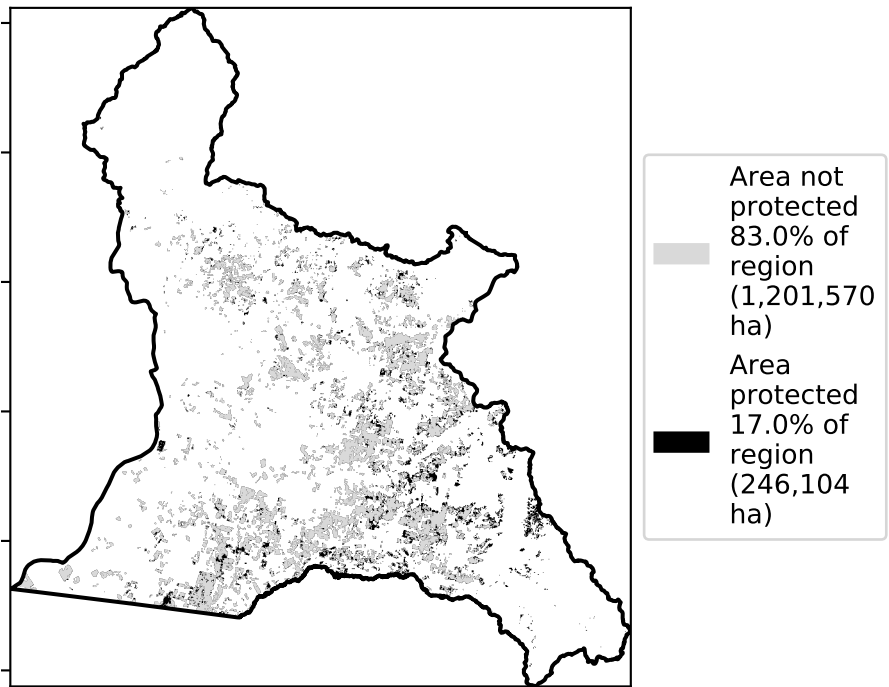 Area not
protected
83.0% of
region
(1,201,570
ha)
Area
protected
17.0% of
region
(246,104
ha)